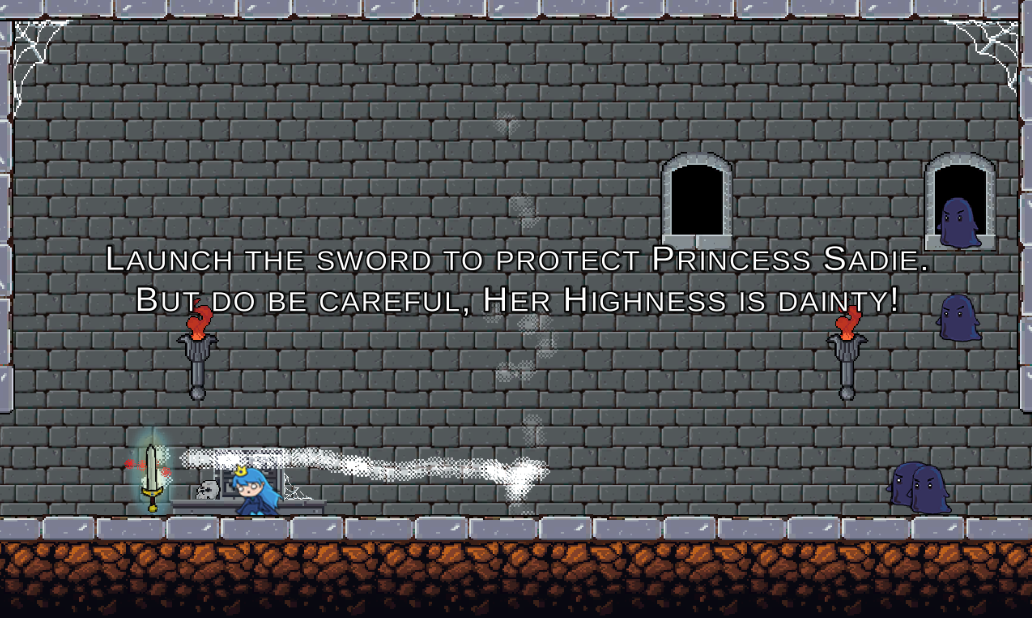 Launch the sword to protect Princess Sadie.
But do be careful, Her Highness is dainty!